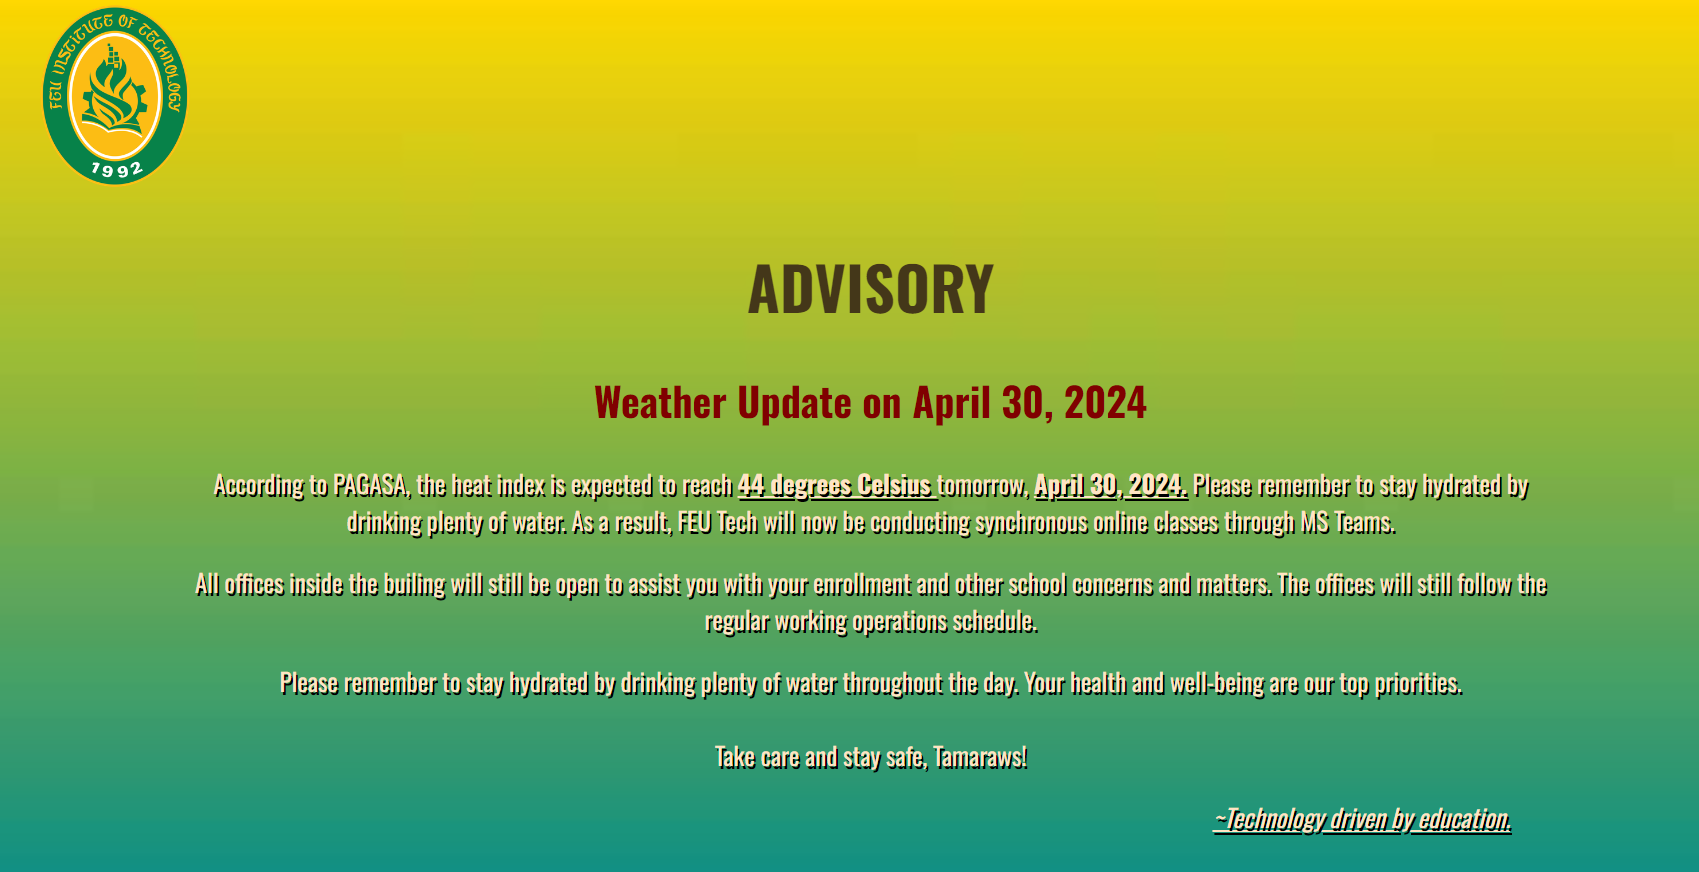 FEU INSTITUTE OF TECHNOLOGY
1992
ADVISORY
Weather Update on April 30, 2024
According to PAGASA, the heat index is expected to reach 44 degrees Celsius tomorrow, April 30, 2024. Please remember to stay hydrated by
drinking plenty of water. As a result, FEU Tech will now be conducting synchronous online classes through MS Teams.
All offices inside the builing will still be open to assist you with your enrollment and other school concerns and matters. The offices will still follow the
regular working operations schedule.
Please remember to stay hydrated by drinking plenty of water throughout the day. Your health and well-being are our top priorities.
Take care and stay safe, Tamaraws!
~Technology driven by education.